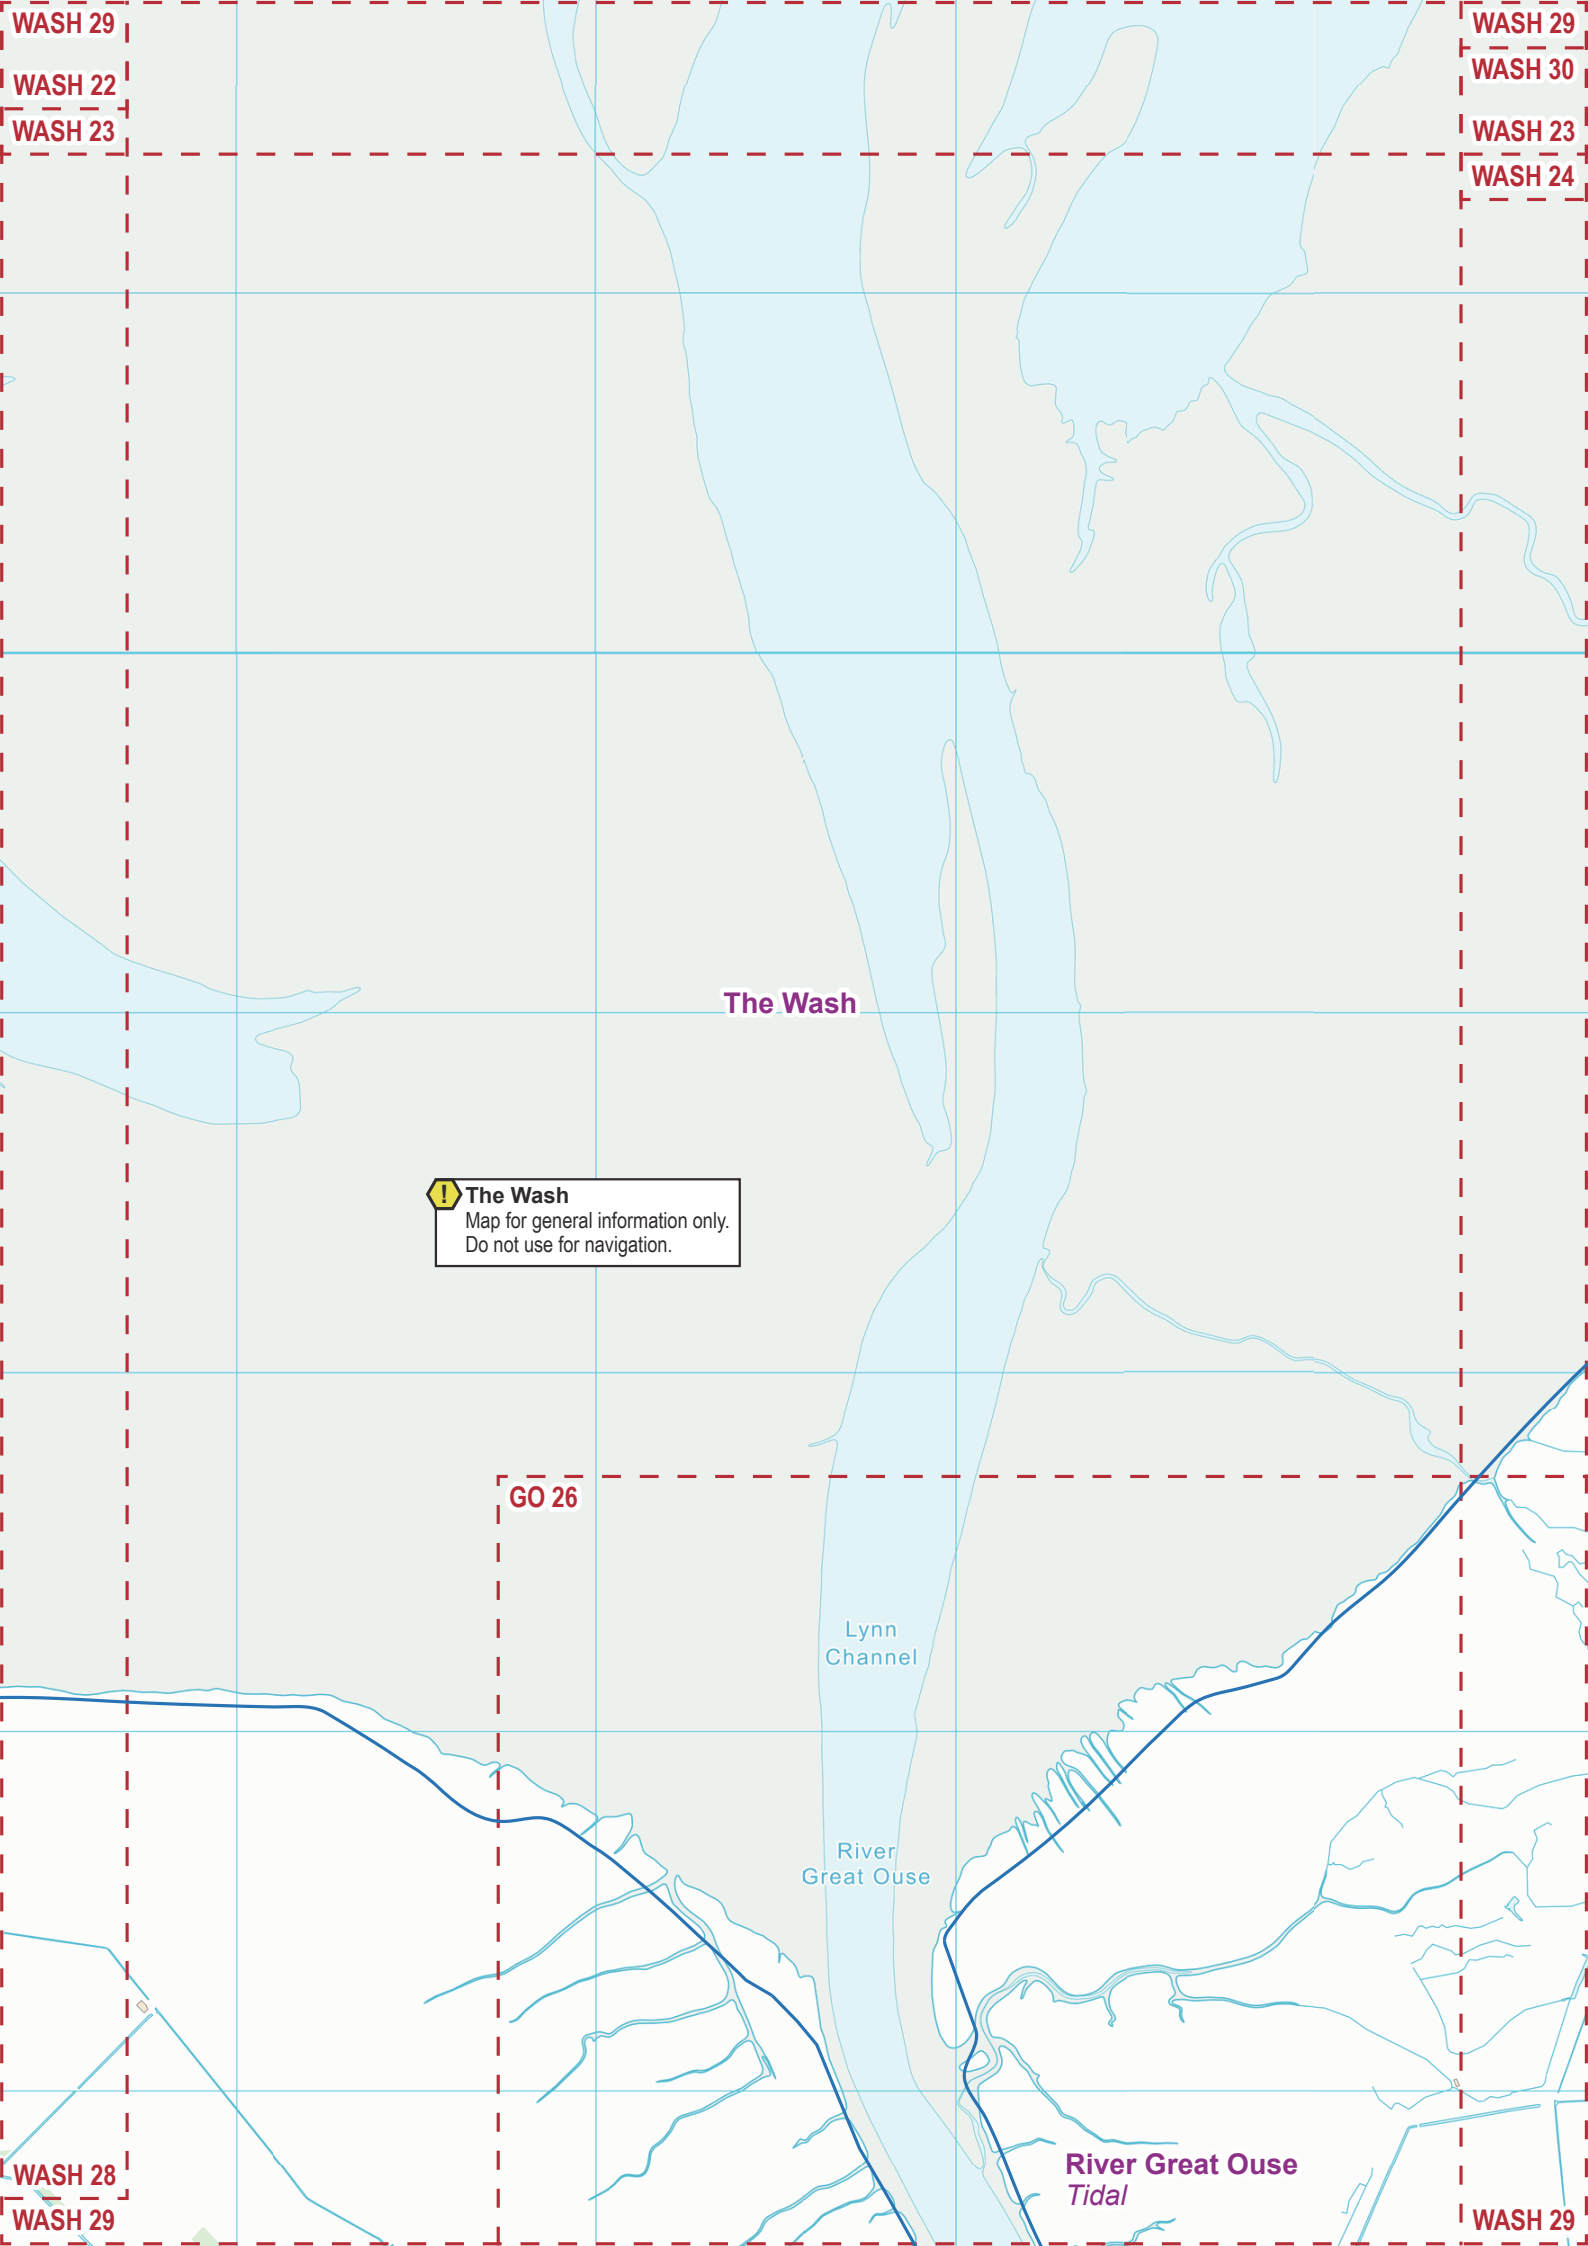 WASH 29
WASH 29
WASH 22
WASH 30
WASH 23
WASH 23
WASH 24
The Wash
! The Wash
Map for general information only.
Do not use for navigation.
GO 26
Lynn
Channel
River
Great Ouse
River Great Ouse
Tidal
WASH 28
WASH 29
WASH 29